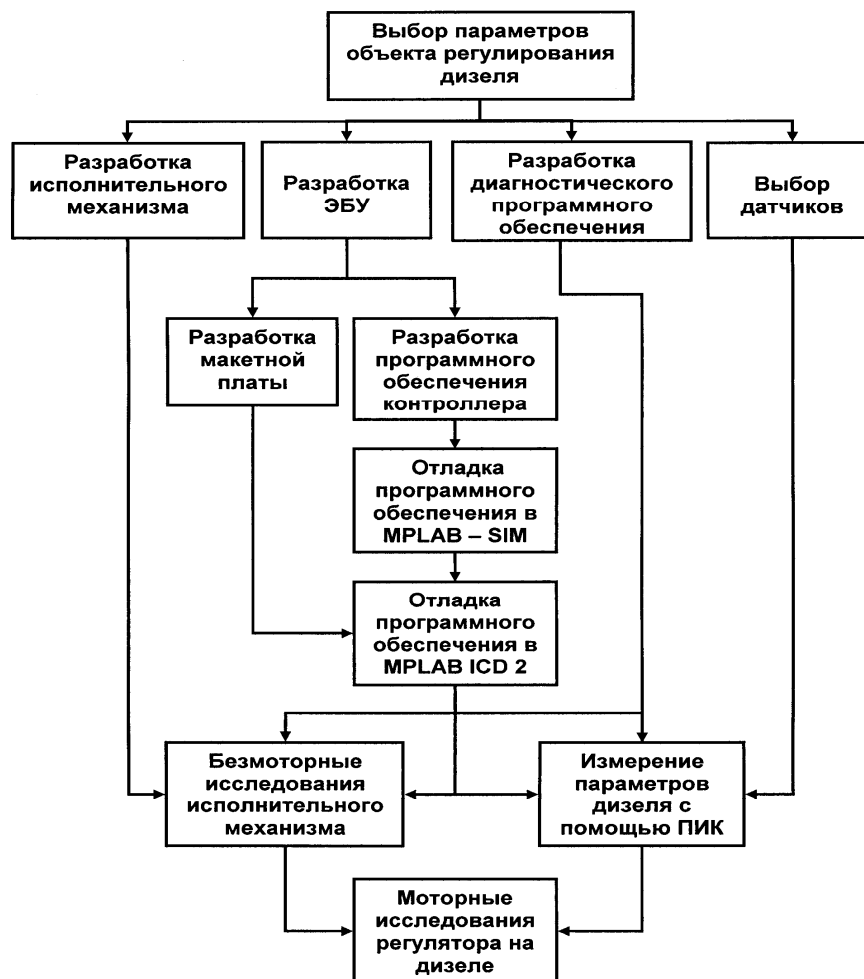 Выбор параметров
объекта регулирования
дизеля
Разработка
исполнительного
механизма
Разработка
ЭБУ
Разработка
диагностического
программного
обеспечения
Выбор
датчиков
Разработка
макетной
платы
Разработка
программного
обеспечения
контроллера
Отладка
программного
обеспечения в
MPLAB – SIM
Отладка
программного
обеспечения в
MPLAB ICD 2
Безмоторные
исследования
исполнительного
механизма
Измерение
параметров
дизеля с
помощью ПИК
Моторные
исследования
регулятора на
дизеле